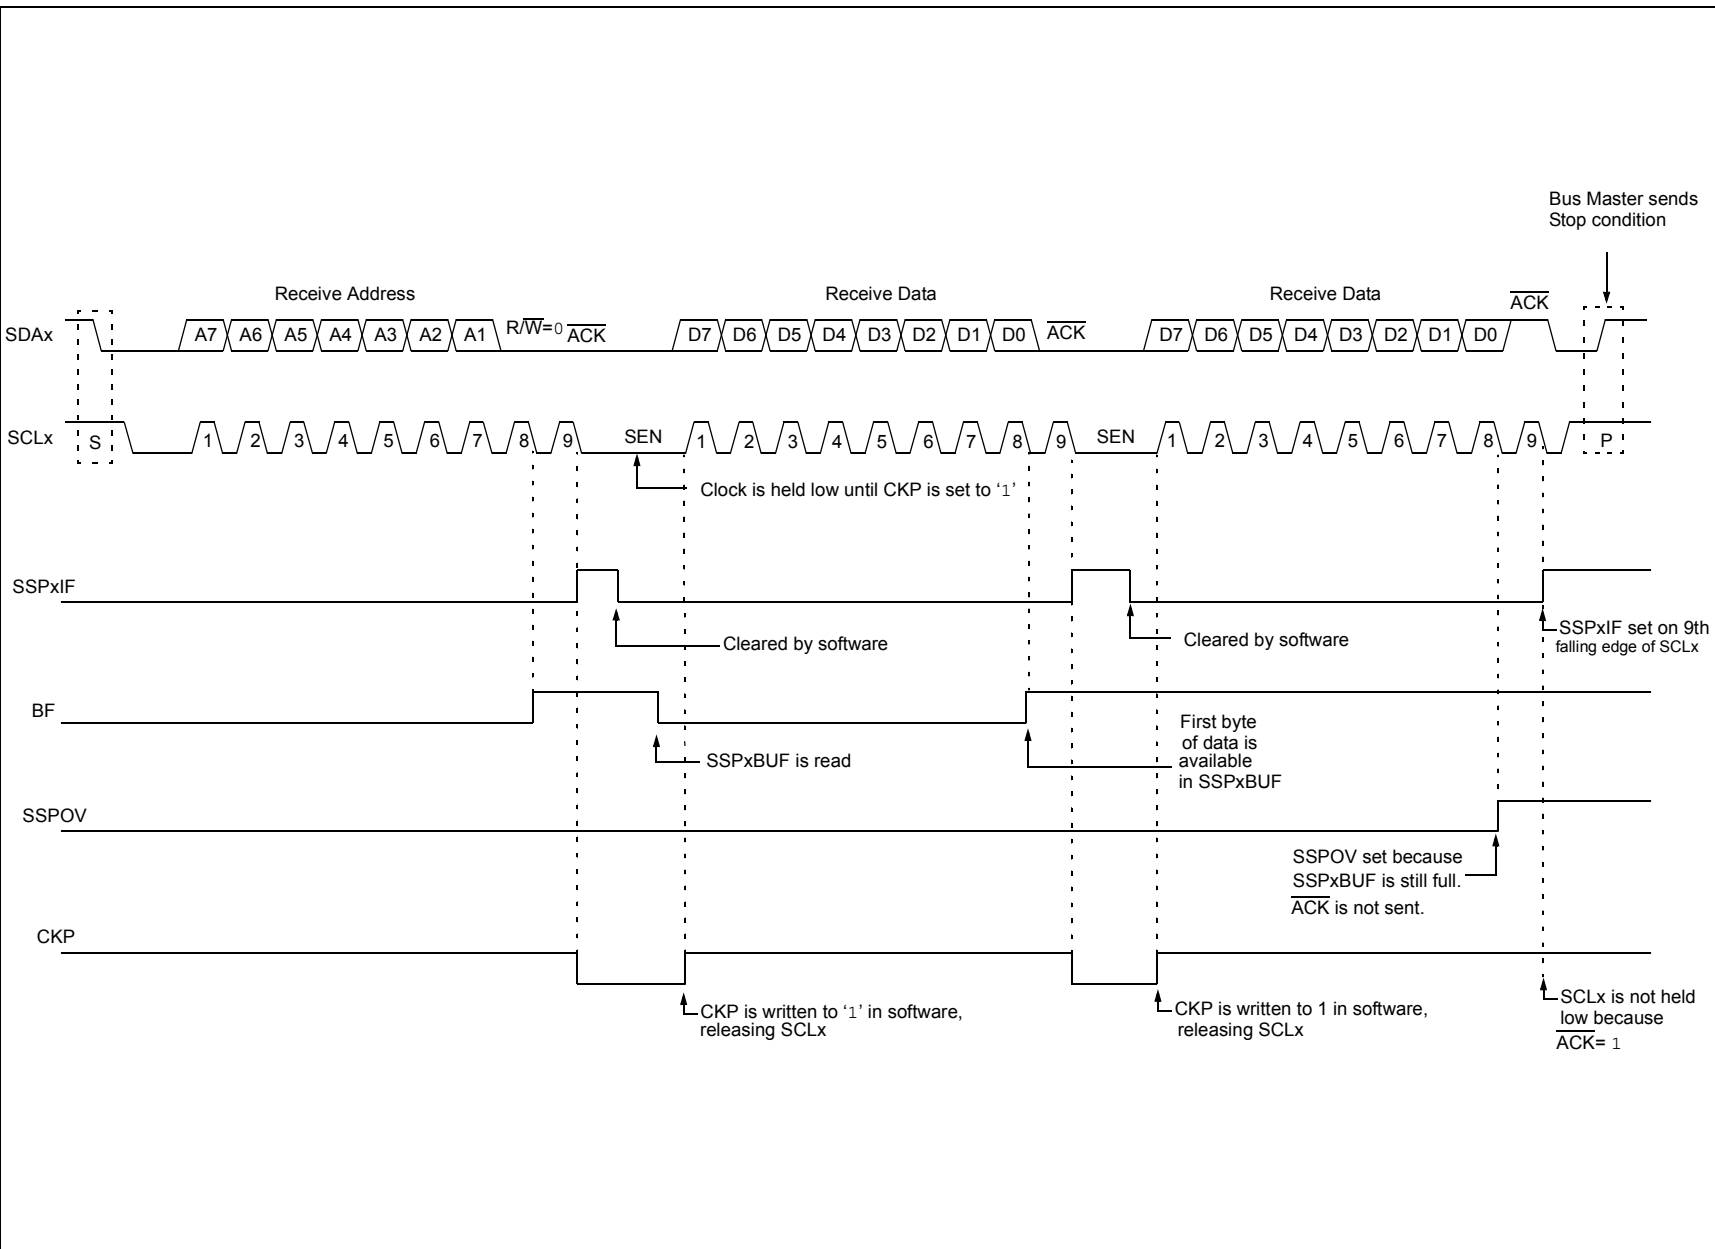 Bus Master sends
Stop condition
Receive Address
Receive Data
Receive Data
ACK
SDAx
A7 A6 A5 A4 A3 A2 A1 R/W=0 ACK
D7 D6 D5 D4 D3 D2 D1 D0 ACK
D7 D6 D5 D4 D3 D2 D1 D0
SCLx
S 1 2 3 4 5 6 7 8 9 SEN 1 2 3 4 5 6 7 8 9 SEN 1 2 3 4 5 6 7 8 9 P
Clock is held low until CKP is set to ‘1’
SSPxIF
Cleared by software
Cleared by software
SSPxIF set on 9th
falling edge of SCLx
BF
SSPxBUF is read
First byte
of data is
available
in SSPxBUF
SSPOV
SSPOV set because
SSPxBUF is still full.
ACK is not sent.
CKP
CKP is written to ‘1’ in software,
releasing SCLx
CKP is written to 1 in software,
releasing SCLx
SCLx is not held
low because
ACK= 1